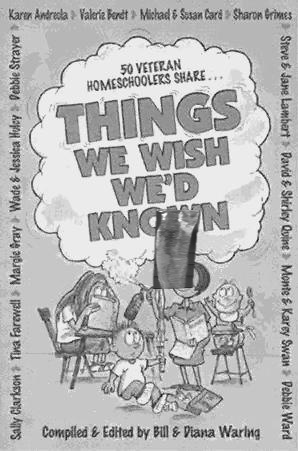 Karen Andreola Valerie Bendt Michael & Susan Card Sharon Grimes
50 VETERAN
HOMESCHOOLERS SHARE . . .
THINGS
WE WISH
WE'D
KNOWN
Steve & Jane Lambert David & Shirley Quine Monte & Karey Swan Debbie Ward
Sally Clarkson Tina Farewell Margie Gray Wade & Jessica Hulcy Debbie Strayer
Compiled & Edited by Bill & Diana Waring